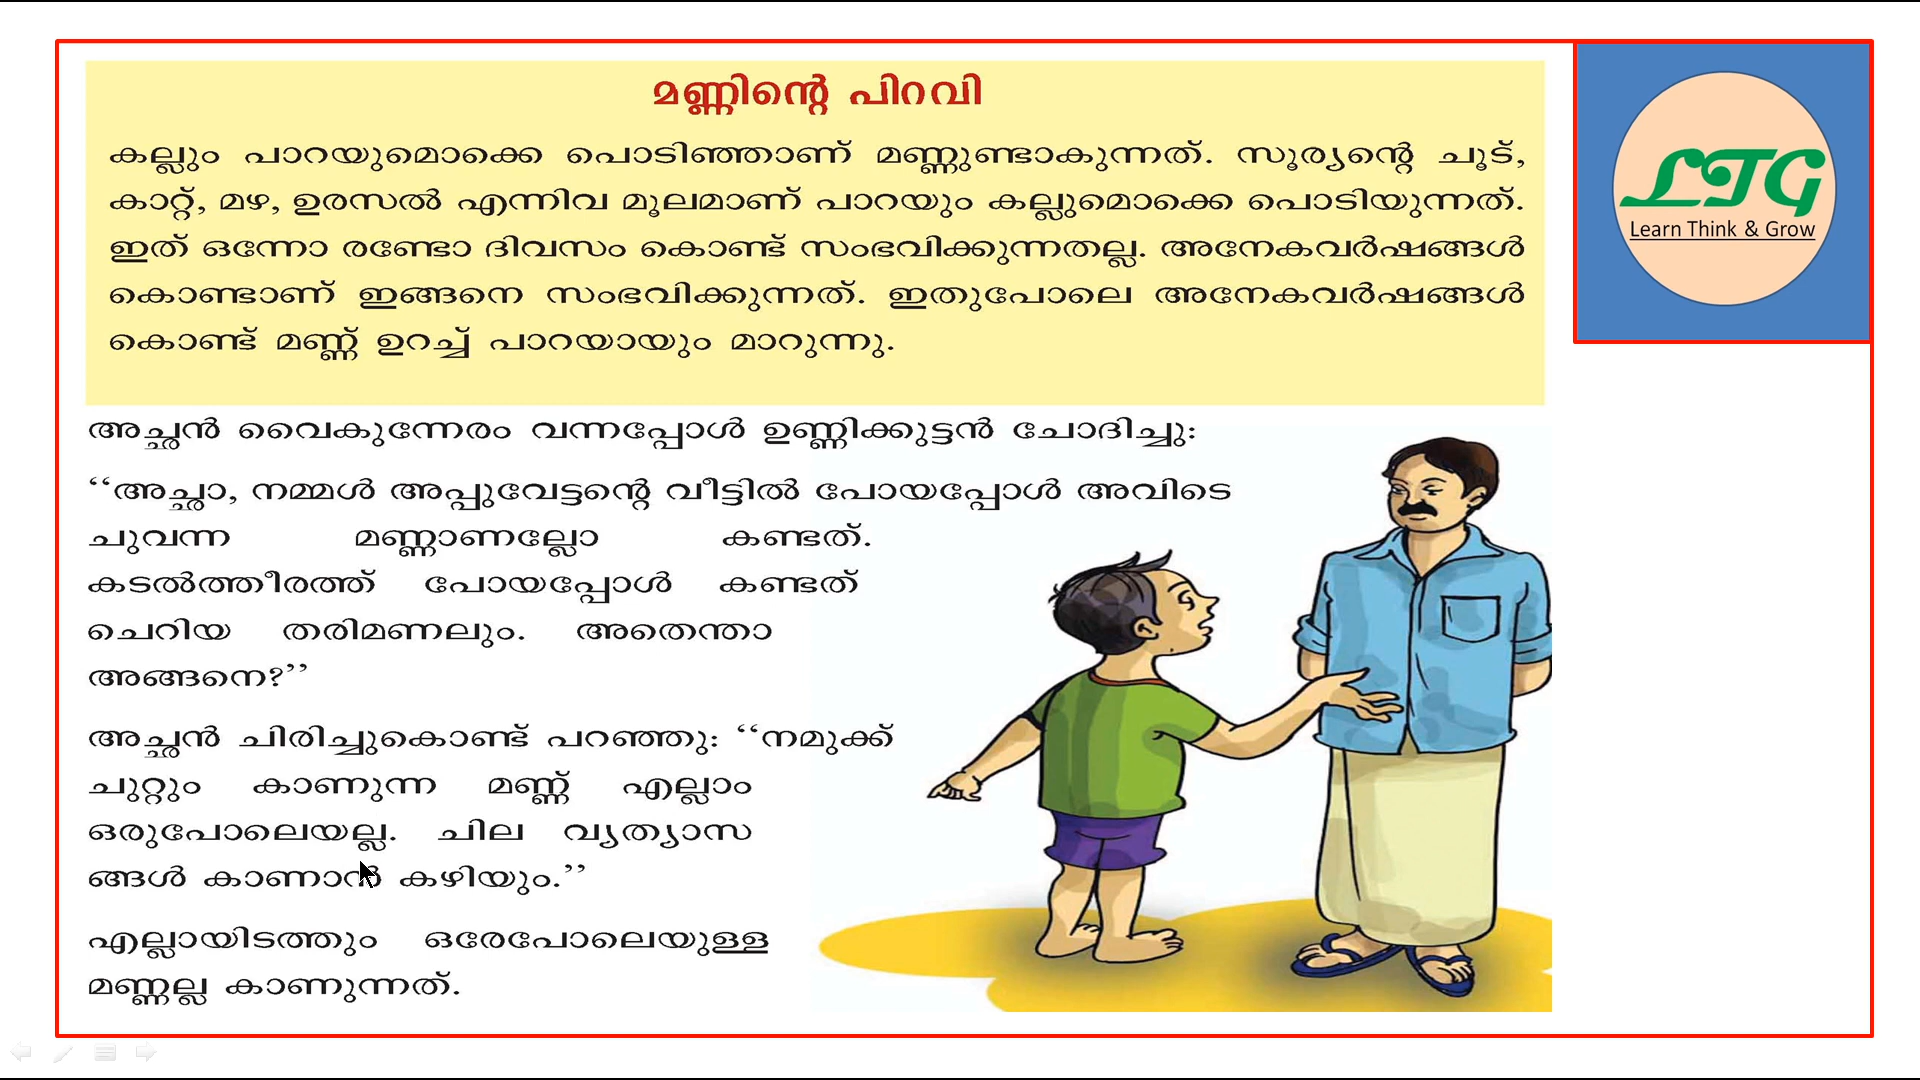 മണ്ണിന്റെ പിറവി
കല്ലും പാറയുമൊക്കെ പൊടിഞ്ഞാണ് മണ്ണുണ്ടാകുന്നത്. സൂര്യന്റെ ചൂട്,
കാറ്റ്, മഴ, ഉരസൽ എന്നിവ മൂലമാണ് പാറയും കല്ലുമൊക്കെ പൊടിയുന്നത്.
ഇത് ഒന്നോ രണ്ടോ ദിവസം കൊണ്ട് സംഭവിക്കുന്നതല്ല. അനേകവർഷങ്ങൾ
കൊണ്ടാണ് ഇങ്ങനെ സംഭവിക്കുന്നത്. ഇതുപോലെ അനേകവർഷങ്ങൾ
കൊണ്ട് മണ്ണ് ഉറച്ച് പാറയായും മാറുന്നു.
LTG
Learn Think & Grow
അച്ഛൻ വൈകുന്നേരം വന്നപ്പോൾ ഉണ്ണിക്കുട്ടൻ ചോദിച്ചു:
‘‘അച്ഛാ, നമ്മൾ അപ്പുവേട്ടന്റെ വീട്ടിൽ പോയപ്പോൾ അവിടെ
ചുവന്ന മണ്ണാണല്ലോ കണ്ടത്.
കടൽത്തീരത്ത് പോയപ്പോൾ കണ്ടത്
ചെറിയ തരിമണലും. അതെന്താ
അങ്ങനെ?’’
അച്ഛൻ ചിരിച്ചുകൊണ്ട് പറഞ്ഞു: ‘‘നമുക്ക്
ചുറ്റും കാണുന്ന മണ്ണ് എല്ലാം
ഒരുപോലെയല്ല. ചില വ്യത്യാസ
ങ്ങൾ കാണാൻ കഴിയും.’’
എല്ലായിടത്തും ഒരേപോലെയുള്ള
മണ്ണല്ല കാണുന്നത്.